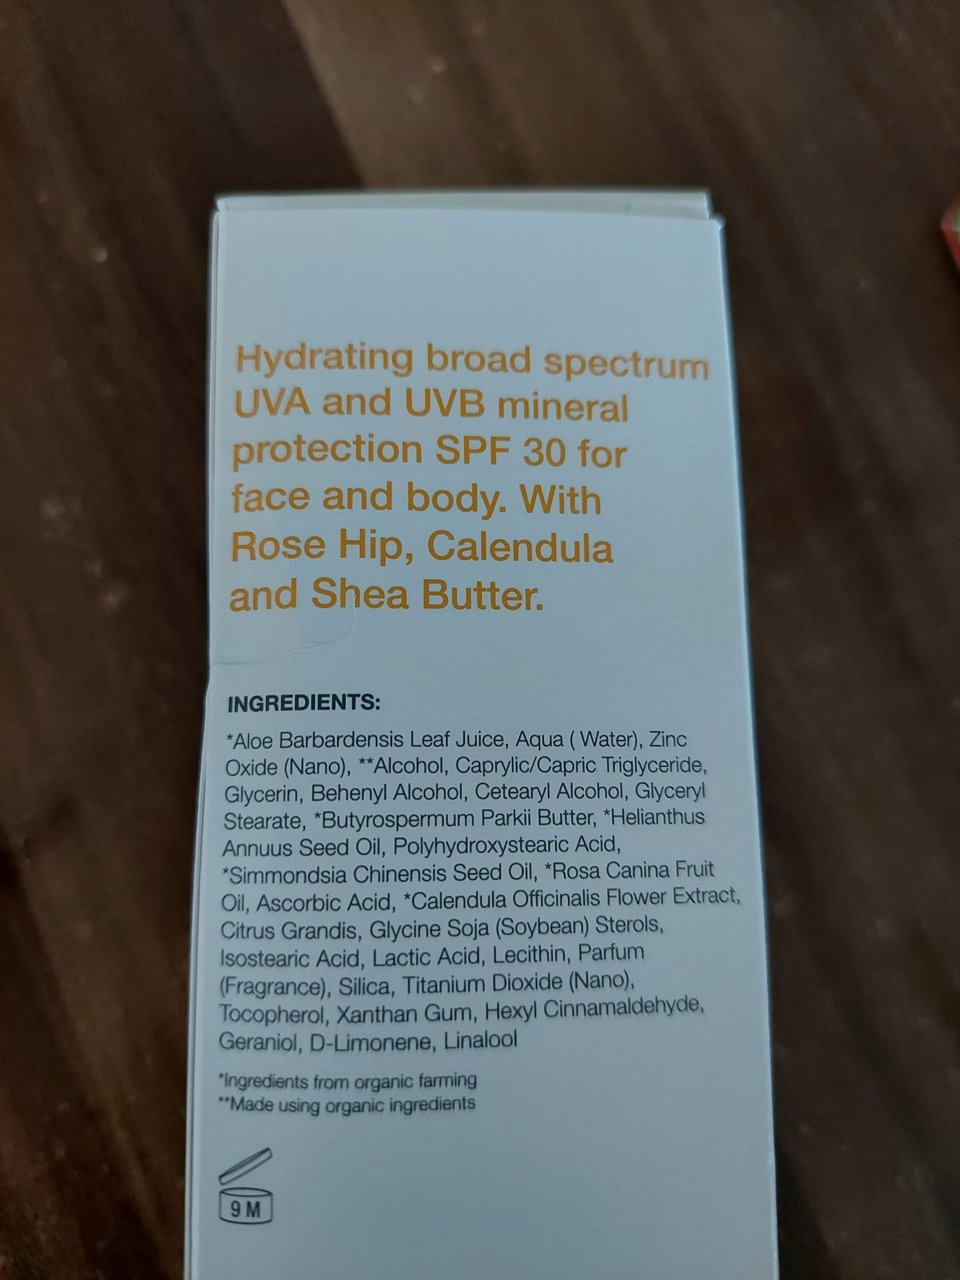 Hydrating broad spectrum
UVA and UVB mineral
protection SPF 30 for
face and body. With
Rose Hip, Calendula
and Shea Butter.
INGREDIENTS:
*Aloe Barbardensis Leaf Juice, Aqua ( Water), Zinc
Oxide (Nano), **Alcohol, Caprylic/Capric Triglyceride,
Glycerin, Behenyl Alcohol, Cetearyl Alcohol, Glyceryl
Stearate, *Butyrospermum Parkii Butter, *Helianthus
Annuus Seed Oil, Polyhydroxystearic Acid,
*Simmondsia Chinensis Seed Oil, *Rosa Canina Fruit
Oil, Ascorbic Acid, *Calendula Officinalis Flower Extract,
Citrus Grandis, Glycine Soja (Soybean) Sterols,
Isostearic Acid, Lactic Acid, Lecithin, Parfum
(Fragrance), Silica, Titanium Dioxide (Nano),
Tocopherol, Xanthan Gum, Hexyl Cinnamaldehyde,
Geraniol, D-Limonene, Linalool
*Ingredients from organic farming
**Made using organic ingredients
9 M